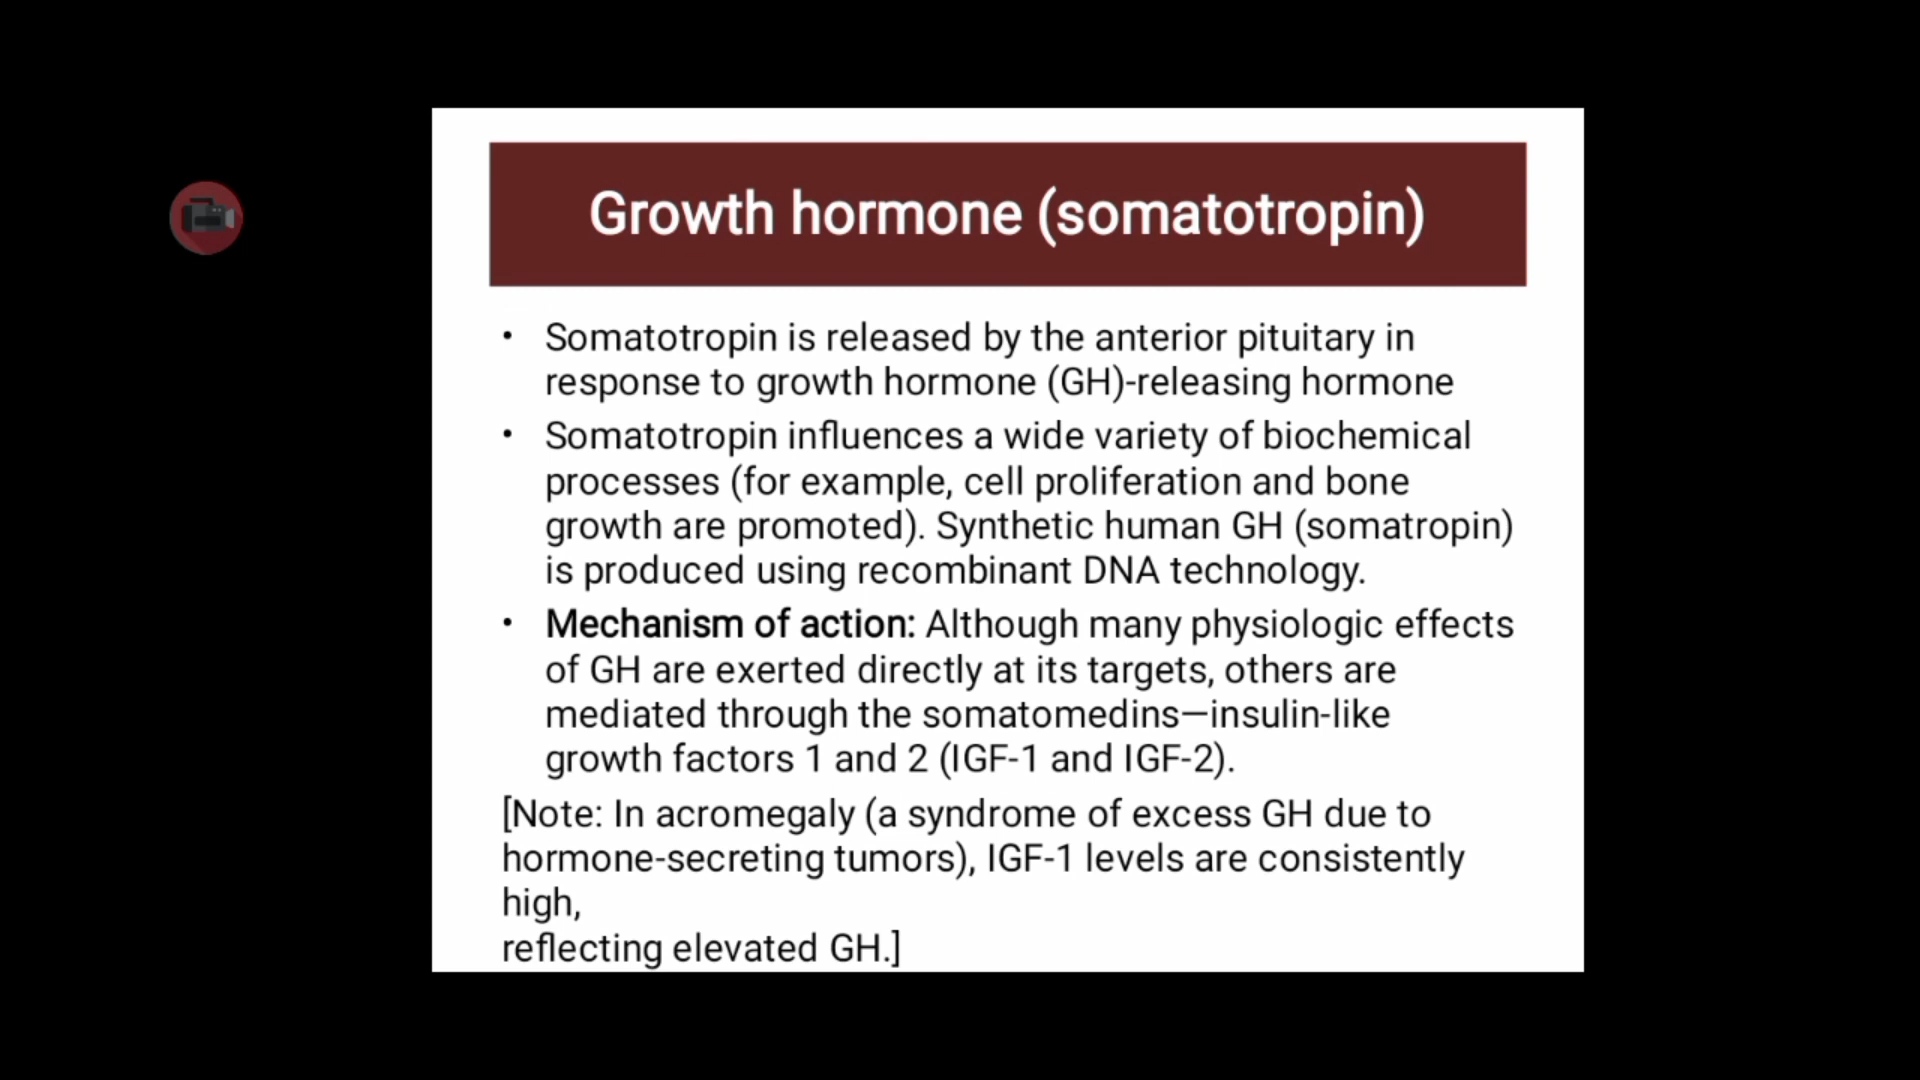 Growth hormone (somatotropin)
• Somatotropin is released by the anterior pituitary in
response to growth hormone (GH)-releasing hormone
• Somatotropin influences a wide variety of biochemical
processes (for example, cell proliferation and bone
growth are promoted). Synthetic human GH (somatropin)
is produced using recombinant DNA technology.
• Mechanism of action: Although many physiologic effects
of GH are exerted directly at its targets, others are
mediated through the somatomedins—insulin-like
growth factors 1 and 2 (IGF-1 and IGF-2).
[Note: In acromegaly (a syndrome of excess GH due to
hormone-secreting tumors), IGF-1 levels are consistently
high,
reflecting elevated GH.]